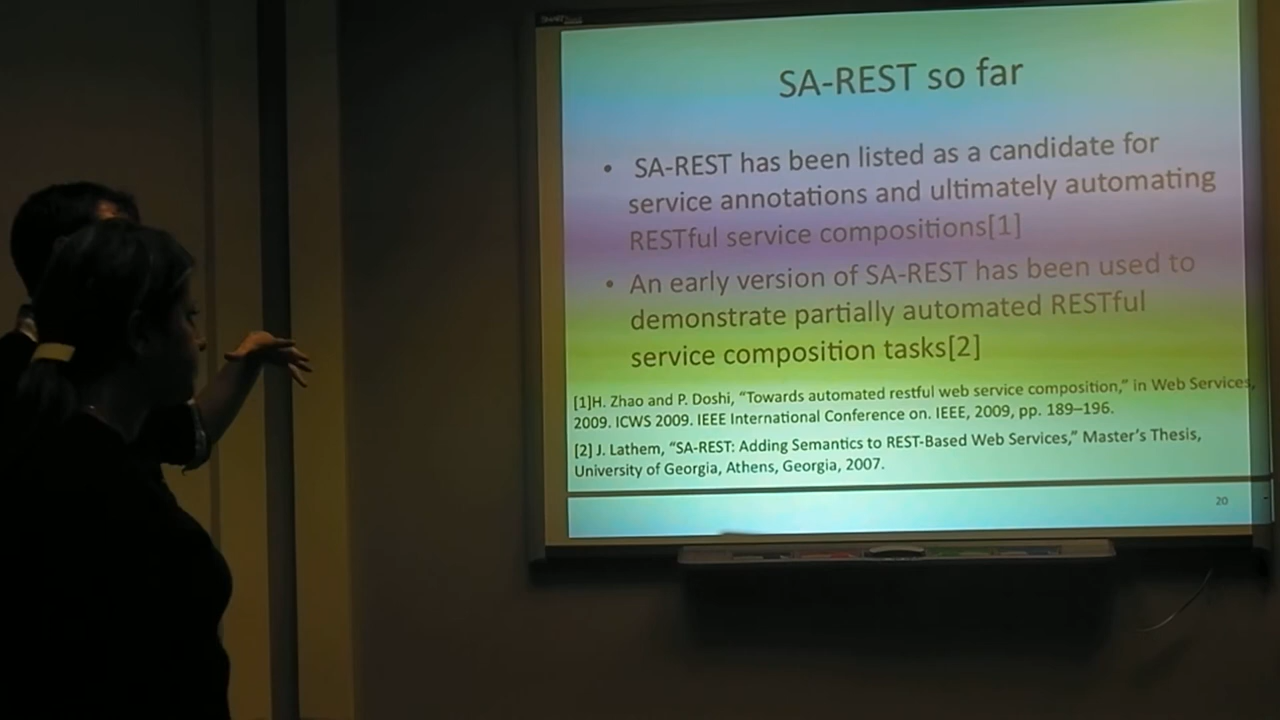 SA-REST so far
• SA-REST has been listed as a candidate for
service annotations and ultimately automating
RESTful service compositions[1]
• An early version of SA-REST has been used to
demonstrate partially automated RESTful
service composition tasks[2]
[1]H. Zhao and P. Doshi, “Towards automated restful web service composition,” in Web Services,
2009. ICWS 2009. IEEE International Conference on. IEEE, 2009, pp. 189–196.
[2] J. Lathem, “SA-REST: Adding Semantics to REST-Based Web Services,” Master’s Thesis,
University of Georgia, Athens, Georgia, 2007.
20